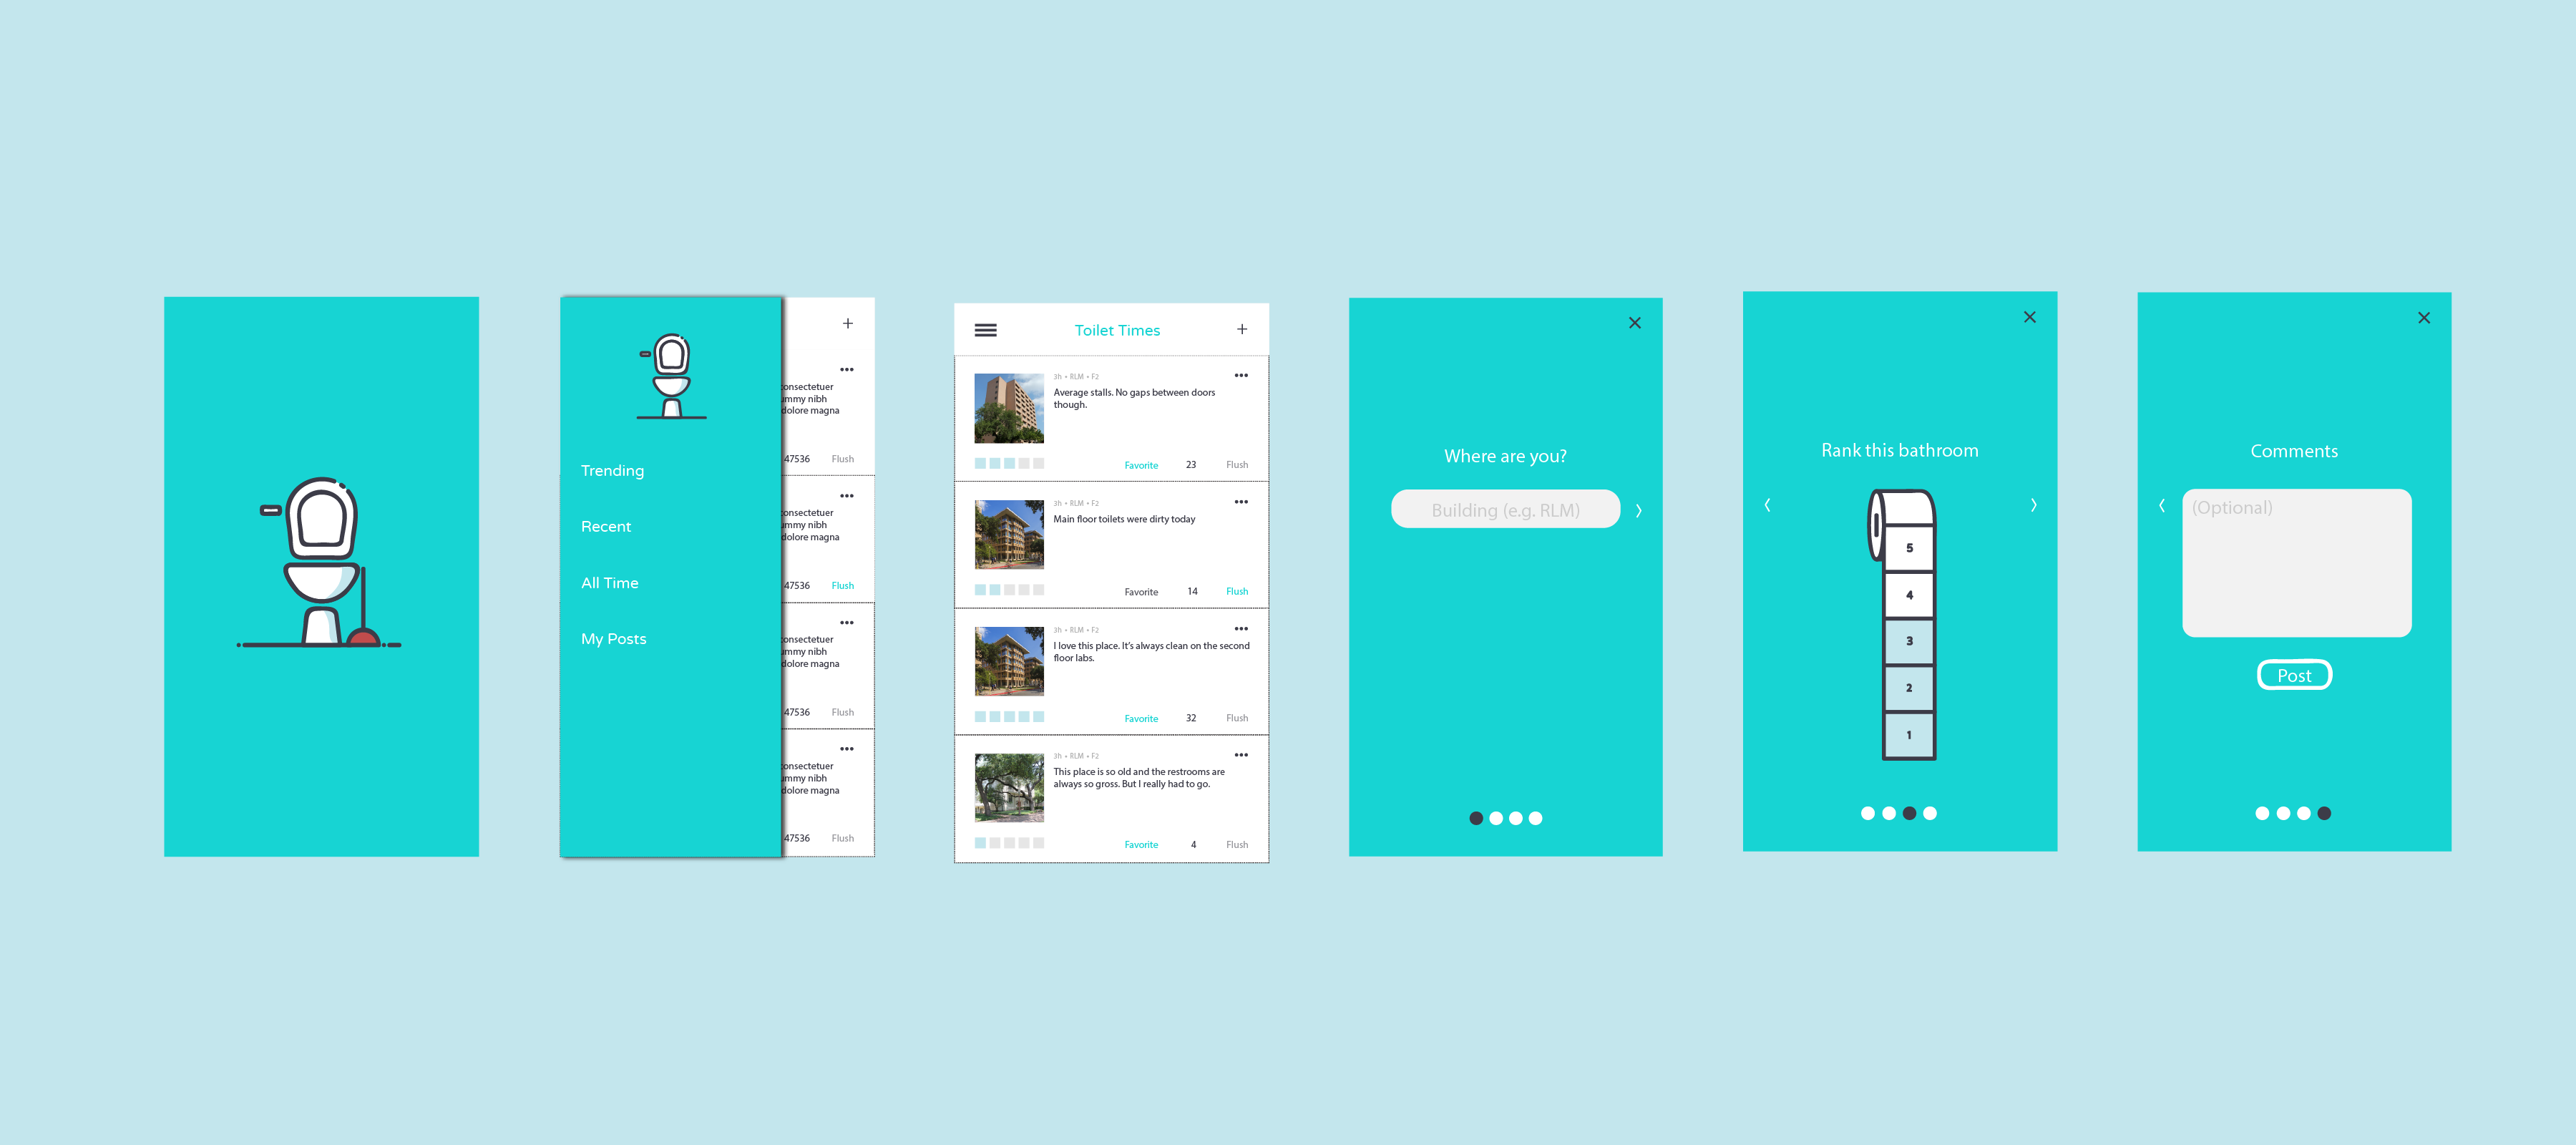 Trending
Recent
All Time
My Posts
+
onsectetuer
ummy nibh
dolore magna
47536 Flush
onsectetuer
ummy nibh
dolore magna
47536 Flush
onsectetuer
ummy nibh
dolore magna
47536 Flush
onsectetuer
ummy nibh
dolore magna
47536 Flush
Toilet Times +
3h • RLM • F2
Average stalls. No gaps between doors
though.
Favorite 23 Flush
3h • RLM • F2
Main floor toilets were dirty today
Favorite 14 Flush
3h • RLM • F2
I love this place. It's always clean on the second
floor labs.
Favorite 32 Flush
3h • RLM • F2
This place is so old and the restrooms are
always so gross. But I really had to go.
Favorite 4 Flush
Where are you?
Building (e.g. RLM)
Rank this bathroom
5
4
3
2
1
Comments
(Optional)
Post